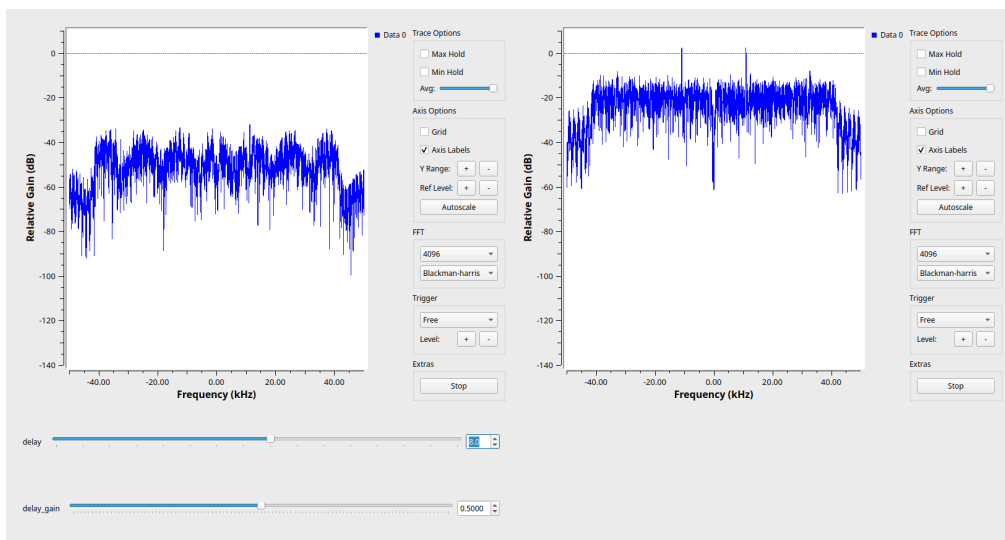 Data 0
Trace Options
Max Hold
Min Hold
Avg:
Axis Options
Grid
Axis Labels
Y Range: + -
Ref Level: + -
Autoscale
FFT
4096
Blackman-harris
Trigger
Free
Level: + -
Extras
Stop
Relative Gain (dB)
0
-20
-40
-60
-80
-100
-120
-140
-40.00 -20.00 0.00 20.00 40.00
Frequency (kHz)
Data 0
Trace Options
Max Hold
Min Hold
Avg:
Axis Options
Grid
Axis Labels
Y Range: + -
Ref Level: + -
Autoscale
FFT
4096
Blackman-harris
Trigger
Free
Level: + -
Extras
Stop
Relative Gain (dB)
0
-20
-40
-60
-80
-100
-120
-140
-40.00 -20.00 0.00 20.00 40.00
Frequency (kHz)
delay
delay_gain 0.5000